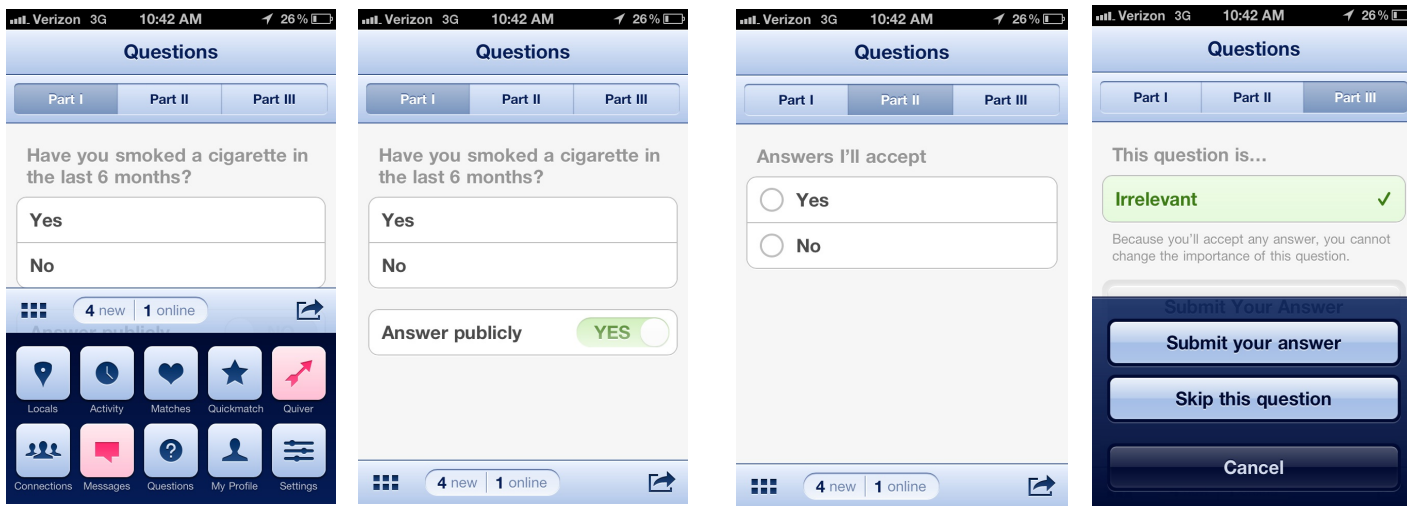 Verizon 3G 10:42 AM 26%
Questions
Part I Part II Part III
Have you smoked a cigarette in
the last 6 months?
Yes
No
4 new 1 online
Answer publicly
Locals Activity Matches Quickmatch Quiver
Connections Messages Questions My Profile Settings
Verizon 3G 10:42 AM 26%
Questions
Part I Part II Part III
Have you smoked a cigarette in
the last 6 months?
Yes
No
Answer publicly YES
4 new 1 online
Verizon 3G 10:42 AM 26%
Questions
Part I Part II Part III
Answers I'll accept
Yes
No
4 new 1 online
Verizon 3G 10:42 AM 26%
Questions
Part I Part II Part III
This question is...
Irrelevant
Because you'll accept any answer, you cannot
change the importance of this question.
Submit Your Answer
Submit your answer
Skip this question
Cancel